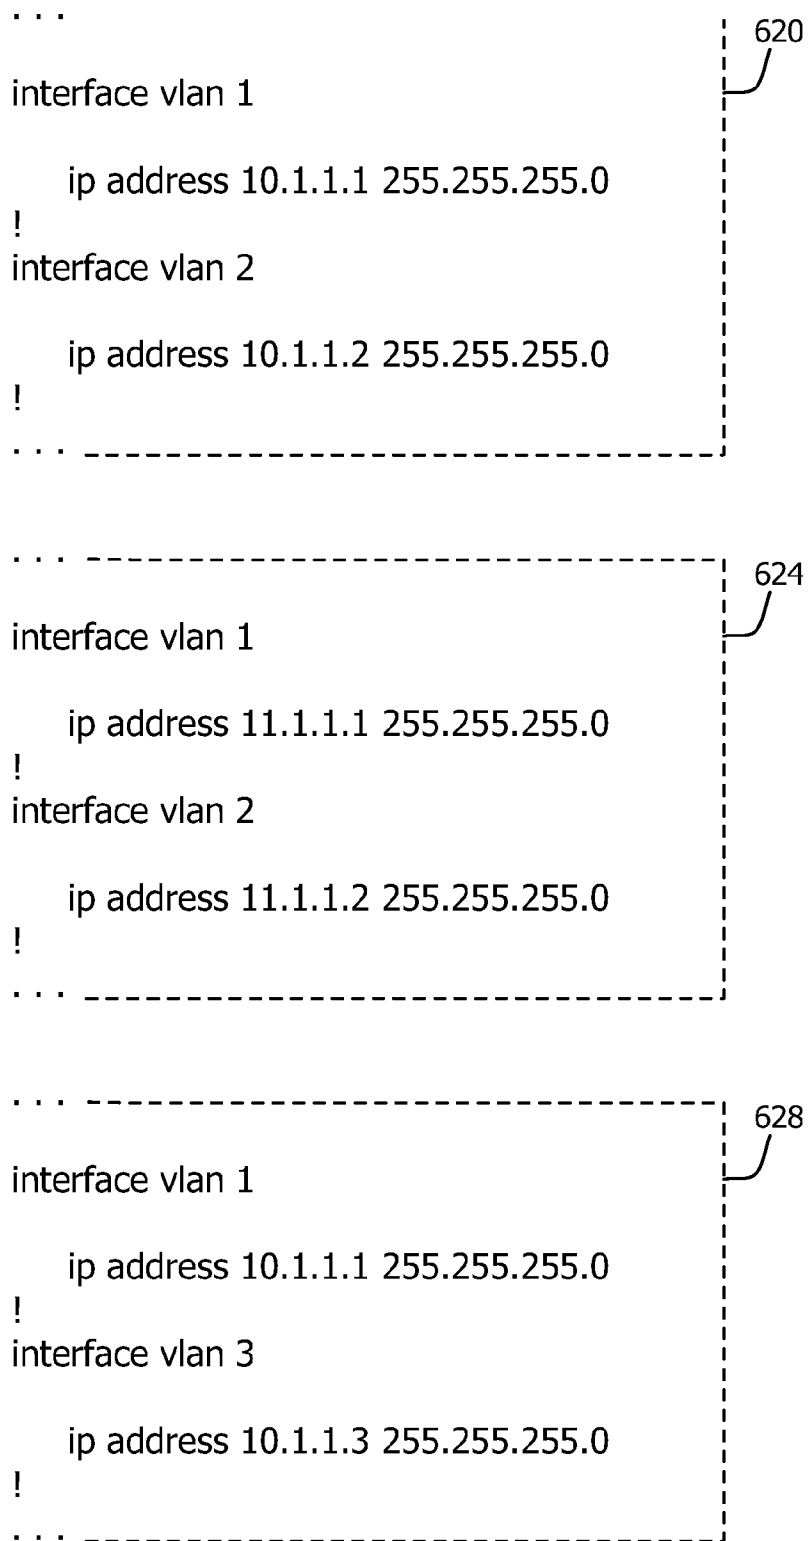 . . .
620
interface vlan 1
ip address 10.1.1.1 255.255.255.0
!
interface vlan 2
ip address 10.1.1.2 255.255.255.0
!
. . .
. . .
624
interface vlan 1
ip address 11.1.1.1 255.255.255.0
!
interface vlan 2
ip address 11.1.1.2 255.255.255.0
!
. . .
. . .
628
interface vlan 1
ip address 10.1.1.1 255.255.255.0
!
interface vlan 3
ip address 10.1.1.3 255.255.255.0
!
. . .